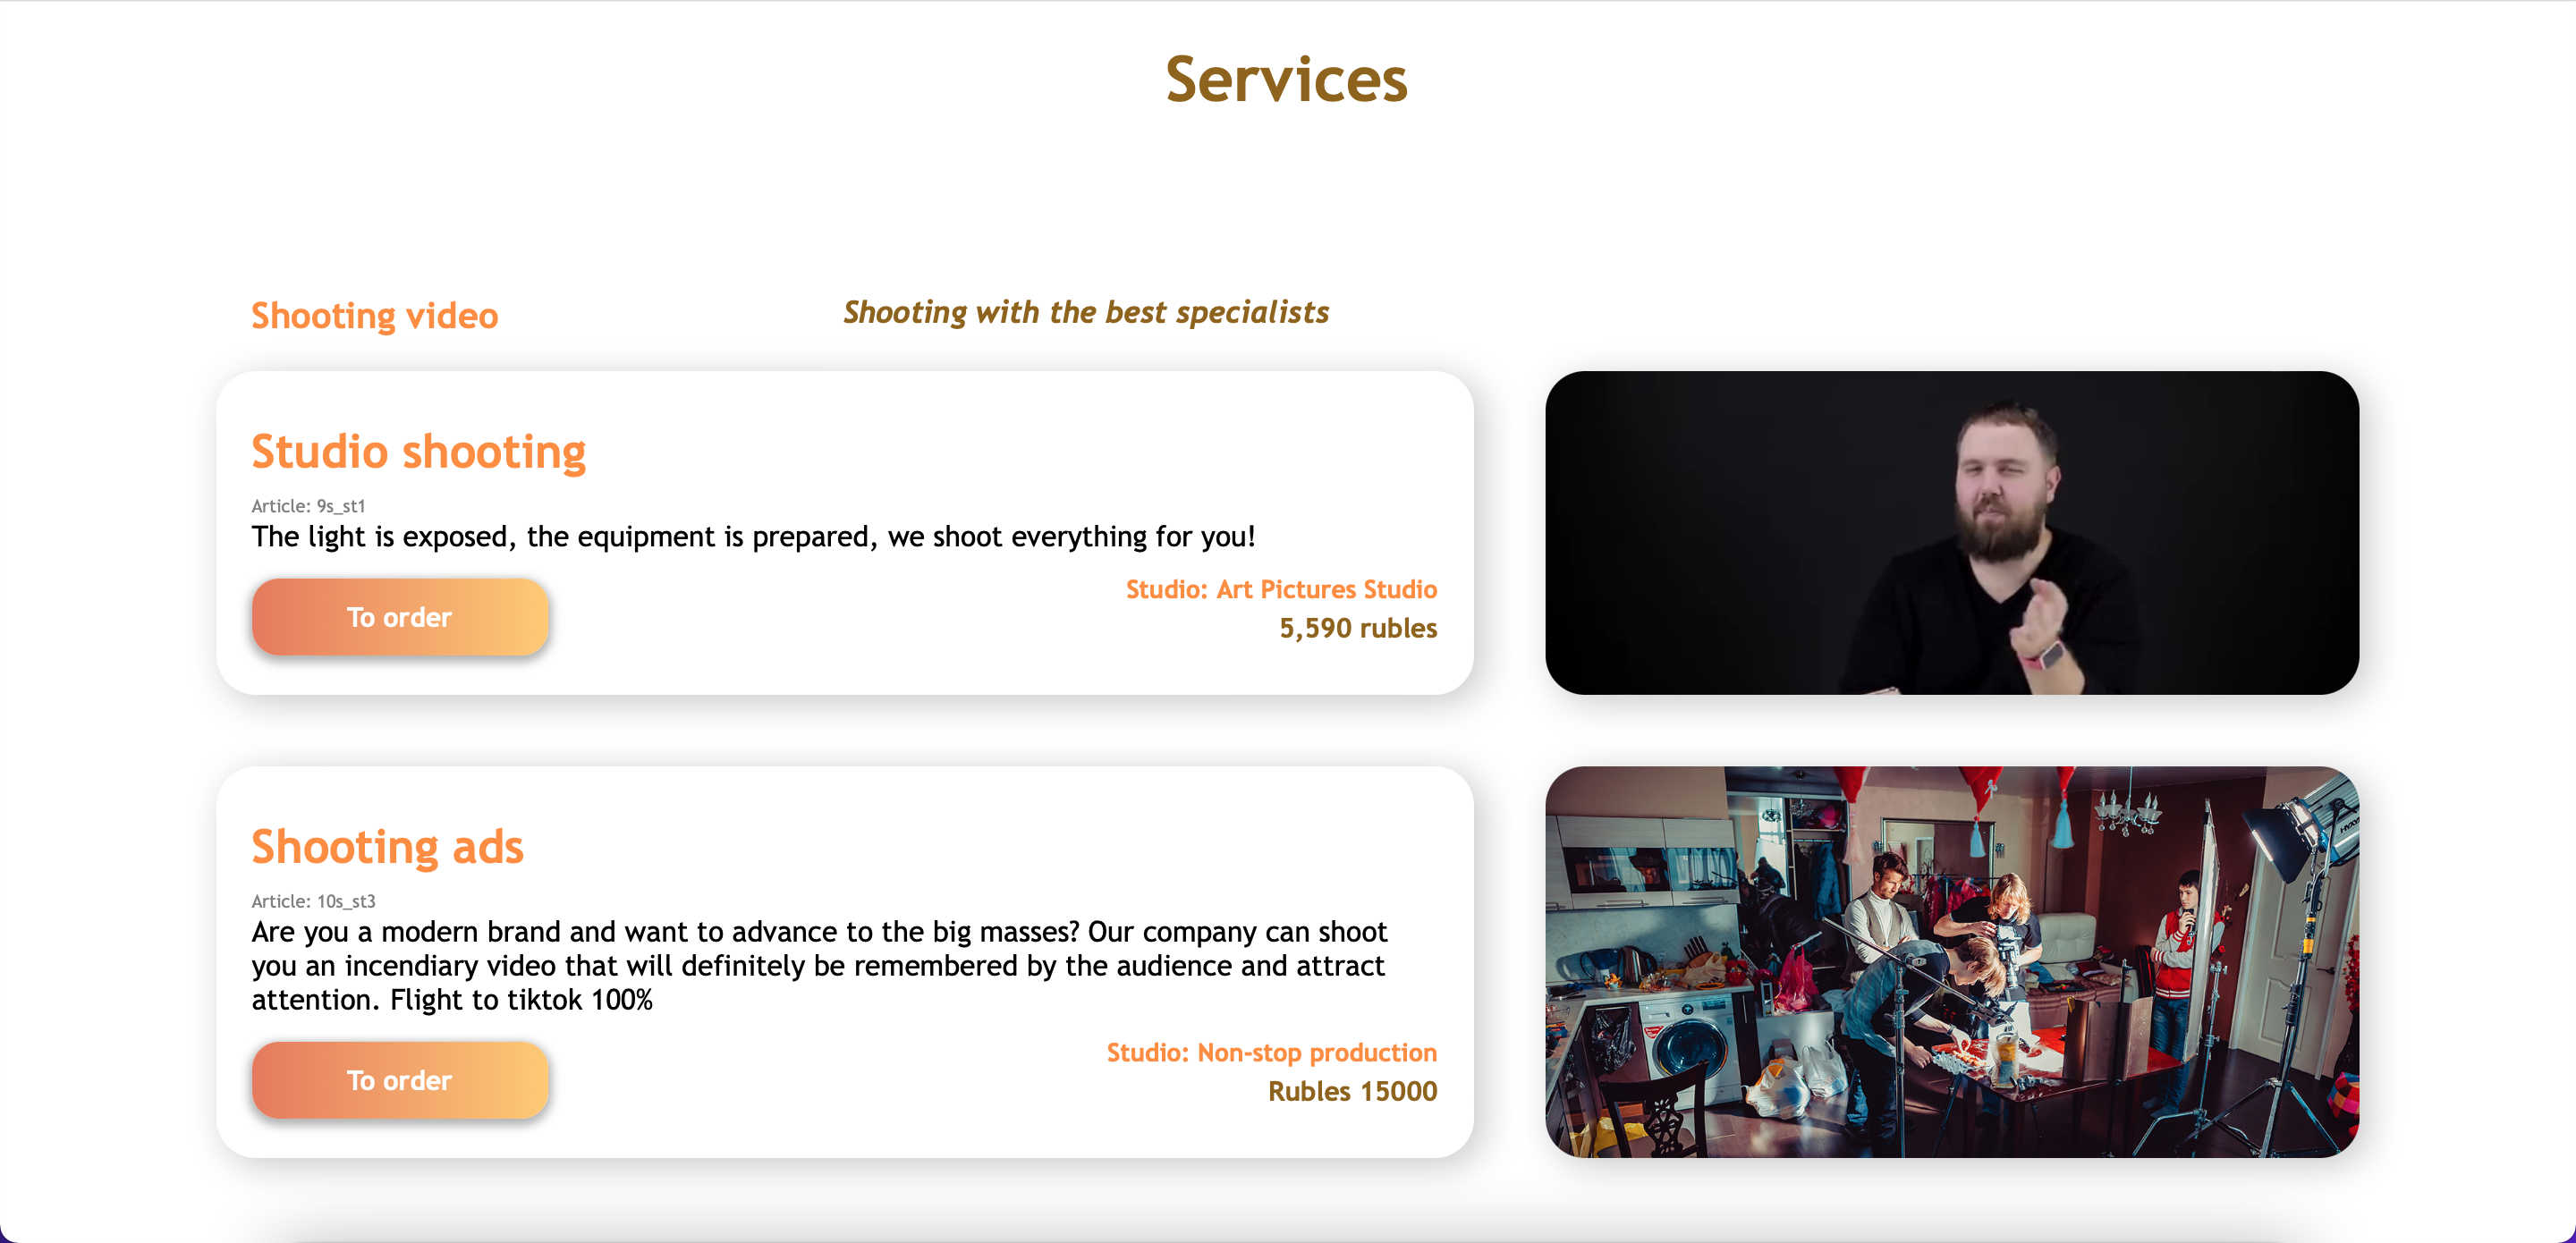 Services
Shooting video
Shooting with the best specialists
Studio shooting
Article: 9s_st1
The light is exposed, the equipment is prepared, we shoot everything for you!
To order
Studio: Art Pictures Studio
5,590 rubles
Shooting ads
Article: 10s_st3
Are you a modern brand and want to advance to the big masses? Our company can shoot
you an incendiary video that will definitely be remembered by the audience and attract
attention. Flight to tiktok 100%
To order
Studio: Non-stop production
Rubles 15000